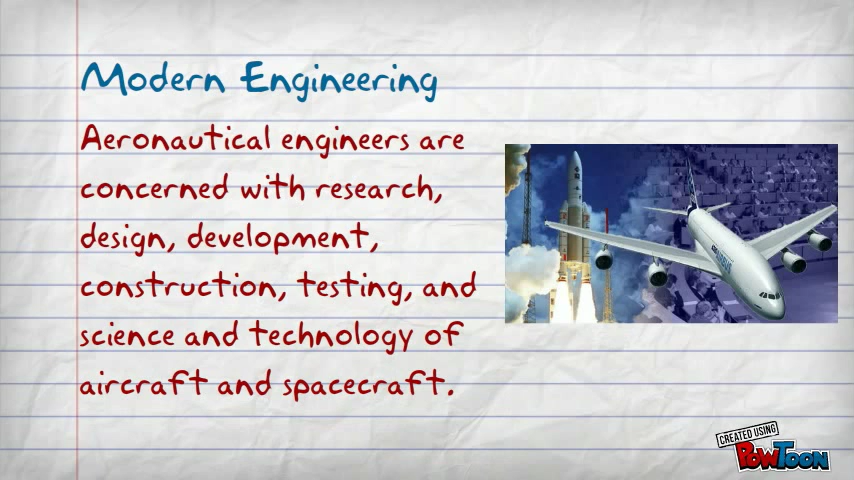 Modern Engineering
Aeronautical engineers are
concerned with research,
design, development,
construction, testing, and
science and technology of
aircraft and spacecraft.
CREATED USING
POWTOON